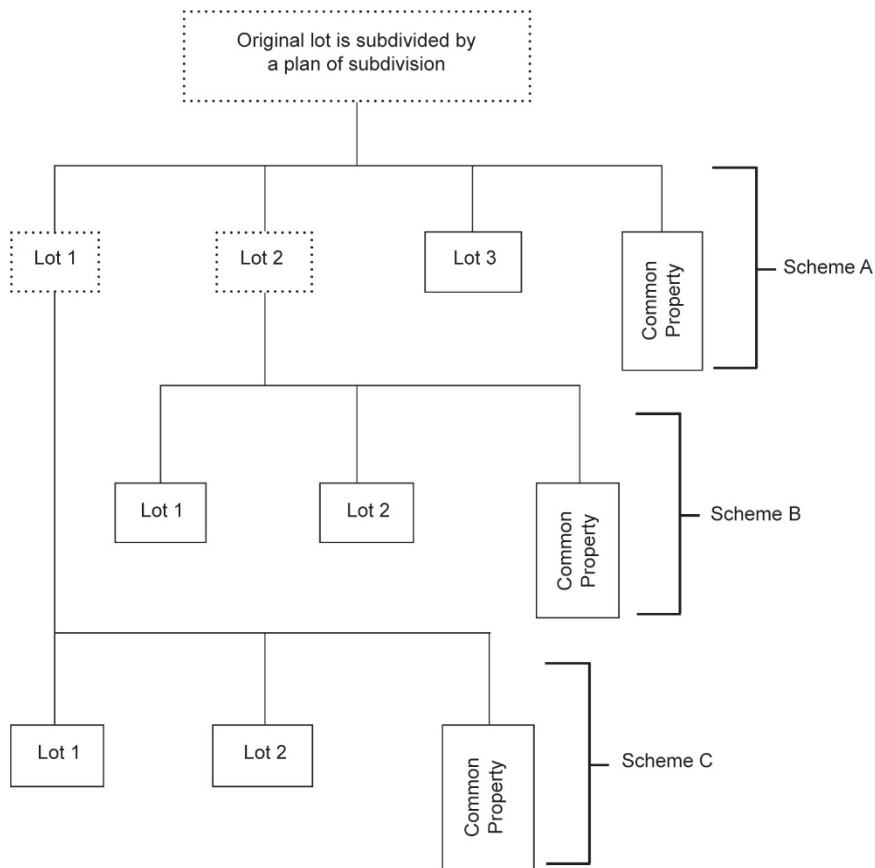 Original lot is subdivided by
a plan of subdivision
Lot 1
Lot 2
Lot 3
Common
Property
Scheme A
Lot 1
Lot 2
Common
Property
Scheme B
Lot 1
Lot 2
Common
Property
Scheme C